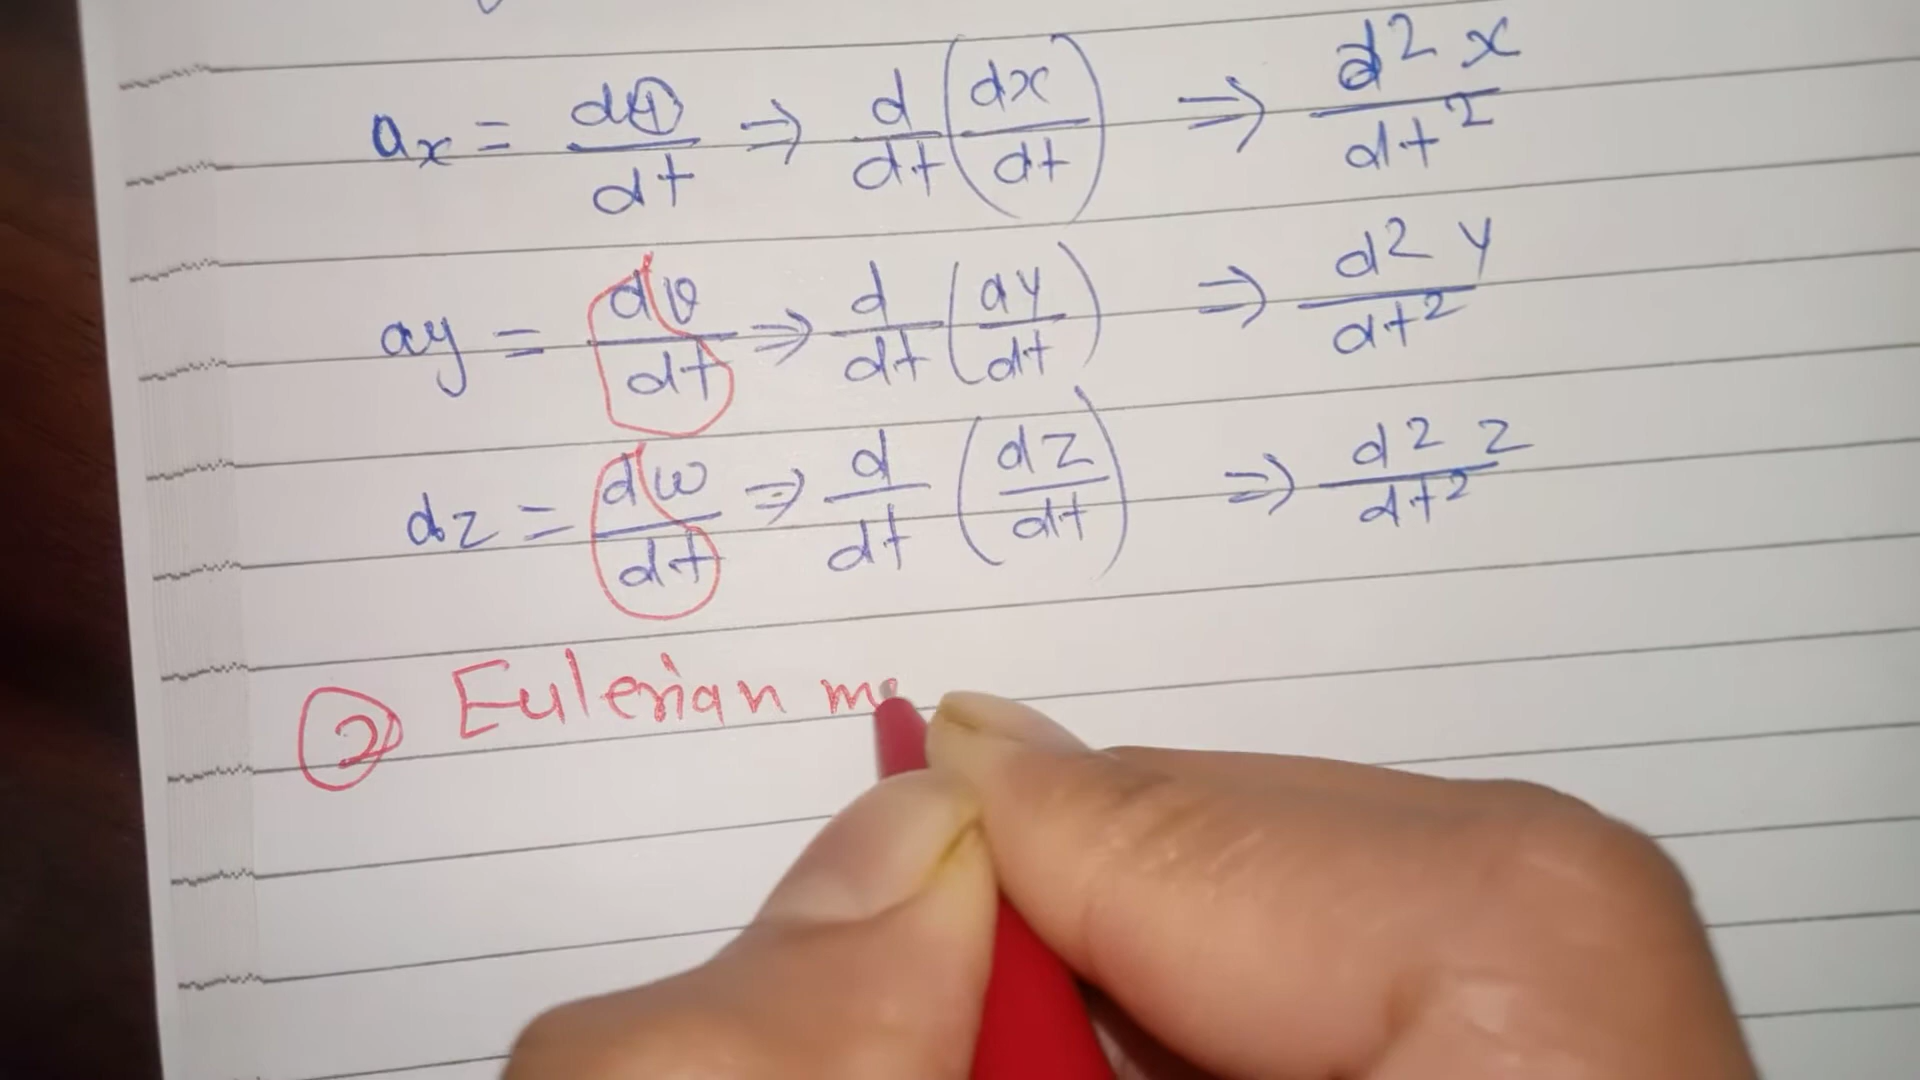 ax = du/dt ⇒ d/dt (dx/dt) ⇒ d²x/dt²
ay = dv/dt ⇒ d/dt (dy/dt) ⇒ d²y/dt²
dz = dw/dt ⇒ d/dt (dz/dt) ⇒ d²z/dt²
② Eulerian me